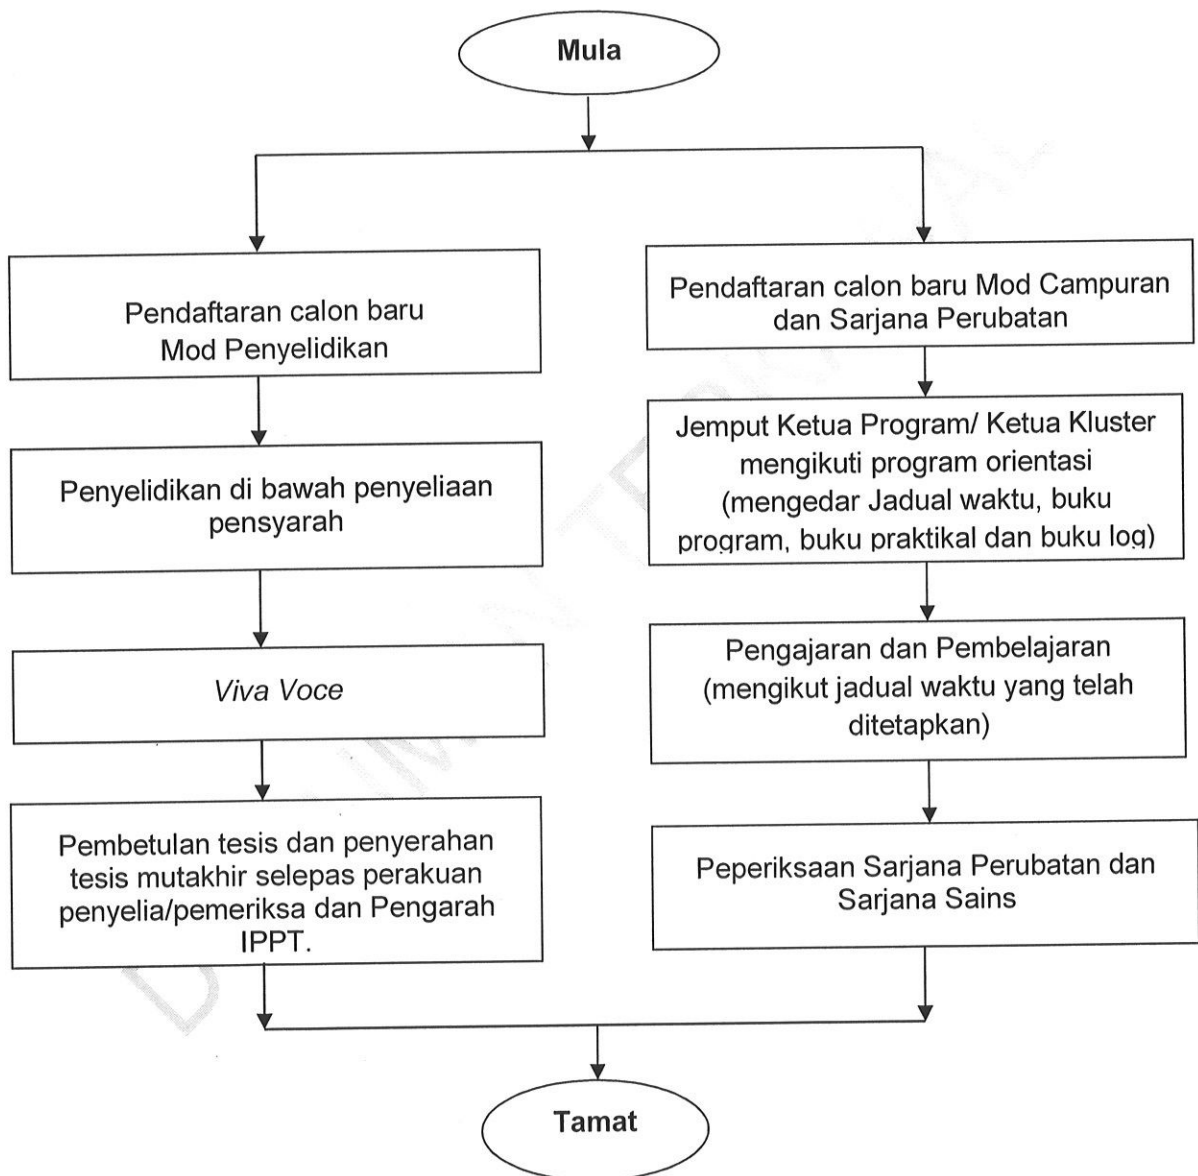 Mula
Pendaftaran calon baru
Mod Penyelidikan
Penyelidikan di bawah penyeliaan
pensyarah
Viva Voce
Pembetulan tesis dan penyerahan
tesis mutakhir selepas perakuan
penyelia/pemeriksa dan Pengarah
IPPT.
Pendaftaran calon baru Mod Campuran
dan Sarjana Perubatan
Jemput Ketua Program/ Ketua Kluster
mengikuti program orientasi
(mengedar Jadual waktu, buku
program, buku praktikal dan buku log)
Pengajaran dan Pembelajaran
(mengikut jadual waktu yang telah
ditetapkan)
Peperiksaan Sarjana Perubatan dan
Sarjana Sains
Tamat